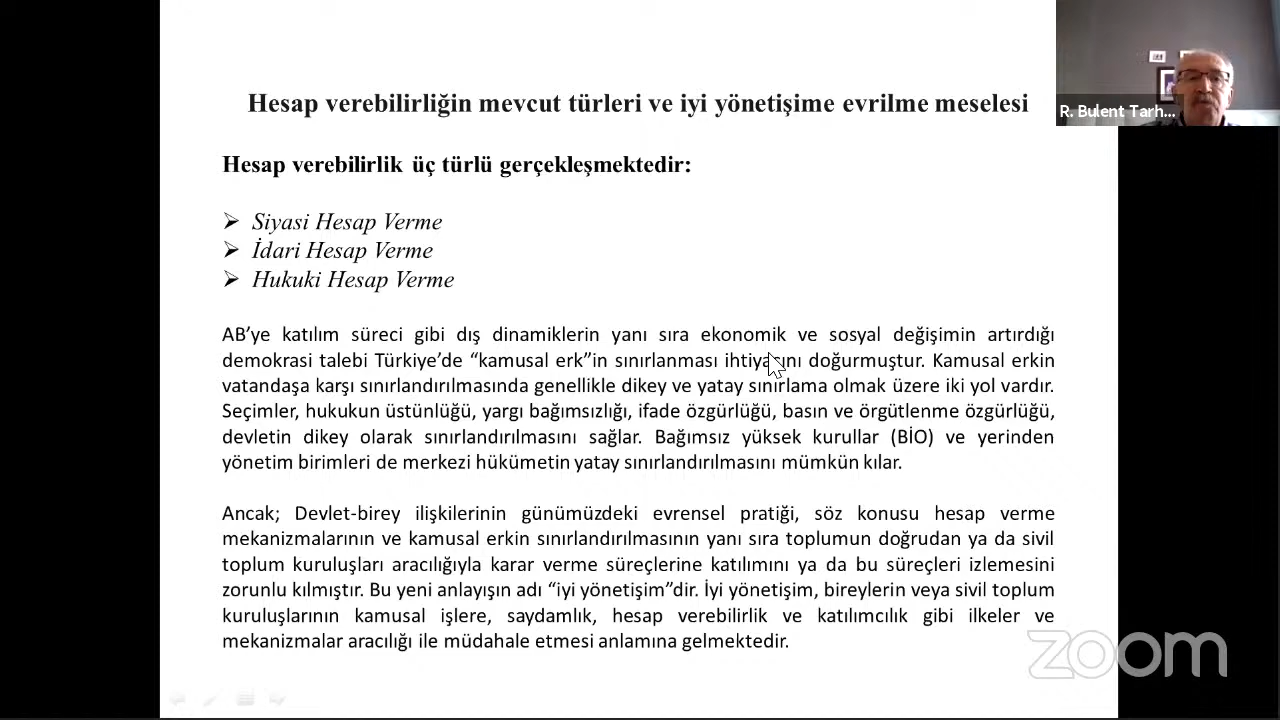 Hesap verebilirliğin mevcut türleri ve iyi yönetişime evrilme meselesi
R. Bulent Tarh...
Hesap verebilirlik üç türlü gerçekleşmektedir:
➢ Siyasi Hesap Verme
➢ İdari Hesap Verme
➢ Hukuki Hesap Verme
AB'ye katılım süreci gibi dış dinamiklerin yanı sıra ekonomik ve sosyal değişimin artırdığı
demokrasi talebi Türkiye'de “kamusal erk”in sınırlanması ihtiyacını doğurmuştur. Kamusal erkin
vatandaşa karşı sınırlandırılmasında genellikle dikey ve yatay sınırlama olmak üzere iki yol vardır.
Seçimler, hukukun üstünlüğü, yargı bağımsızlığı, ifade özgürlüğü, basın ve örgütlenme özgürlüğü,
devletin dikey olarak sınırlandırılmasını sağlar. Bağımsız yüksek kurullar (BİO) ve yerinden
yönetim birimleri de merkezi hükümetin yatay sınırlandırılmasını mümkün kılar.
Ancak; Devlet-birey ilişkilerinin günümüzdeki evrensel pratiği, söz konusu hesap verme
mekanizmalarının ve kamusal erkin sınırlandırılmasının yanı sıra toplumun doğrudan ya da sivil
toplum kuruluşları aracılığıyla karar verme süreçlerine katılımını ya da bu süreçleri izlemesini
zorunlu kılmıştır. Bu yeni anlayışın adı “iyi yönetişim”dir. İyi yönetişim, bireylerin veya sivil toplum
kuruluşlarının kamusal işlere, saydamlık, hesap verebilirlik ve katılımcılık gibi ilkeler ve
mekanizmalar aracılığı ile müdahale etmesi anlamına gelmektedir.
zoom